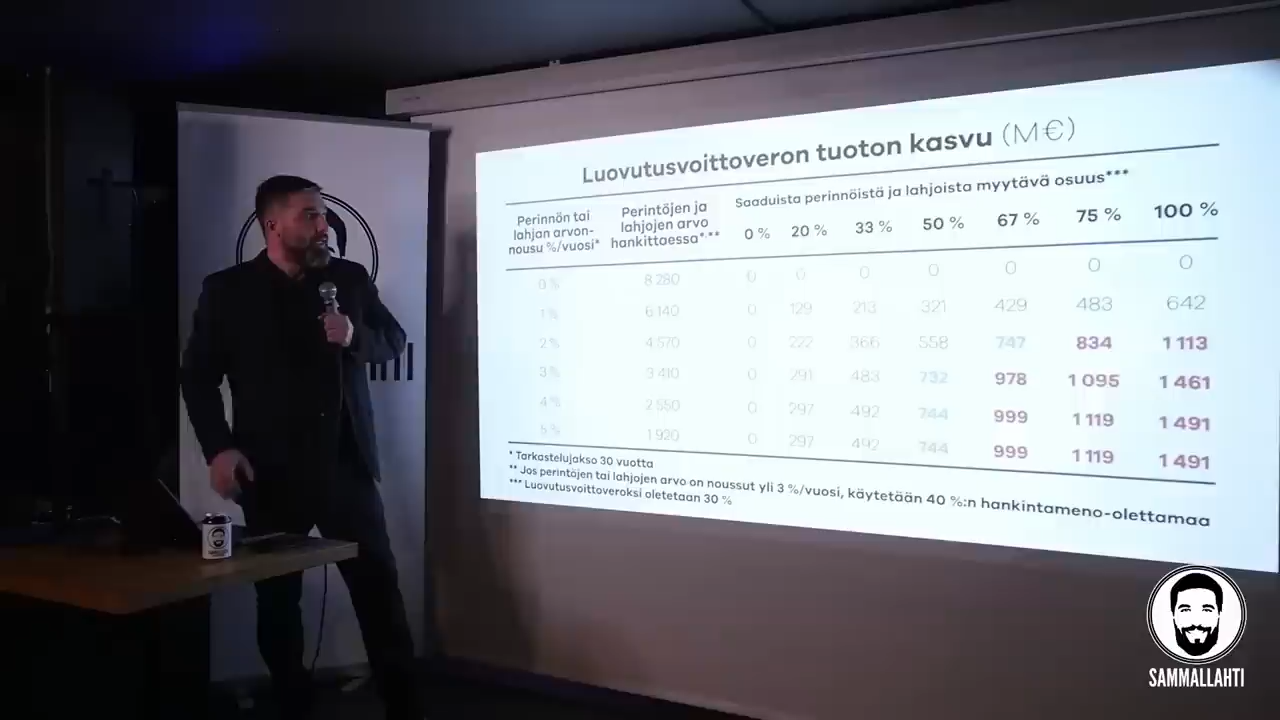 Luovutusvoittoveron tuoton kasvu (M€)
Perinnön tai lahjan arvon-nousu %/vuosi*
Perintöjen ja lahjojen arvo hankittaessa*,**
Saaduista perinnöistä ja lahjoista myytävä osuus***
0 % 20 % 33 % 50 % 67 % 75 % 100 %
0 % 8 280 0 0 0 0 0 0 0
1 % 6 140 0 129 213 321 429 483 642
2 % 4 570 0 222 366 558 747 834 1 113
3 % 3 410 0 291 483 732 978 1 095 1 461
4 % 2 550 0 297 492 744 999 1 119 1 491
5 % 1 920 0 297 492 744 999 1 119 1 491
* Tarkastelujakso 30 vuotta
** Jos perintöjen tai lahjojen arvo on noussut yli 3 %/vuosi, käytetään 40 %:n hankintameno-olettamaa
*** Luovutusvoittoveroksi oletetaan 30 %
SAMMALLAHTI